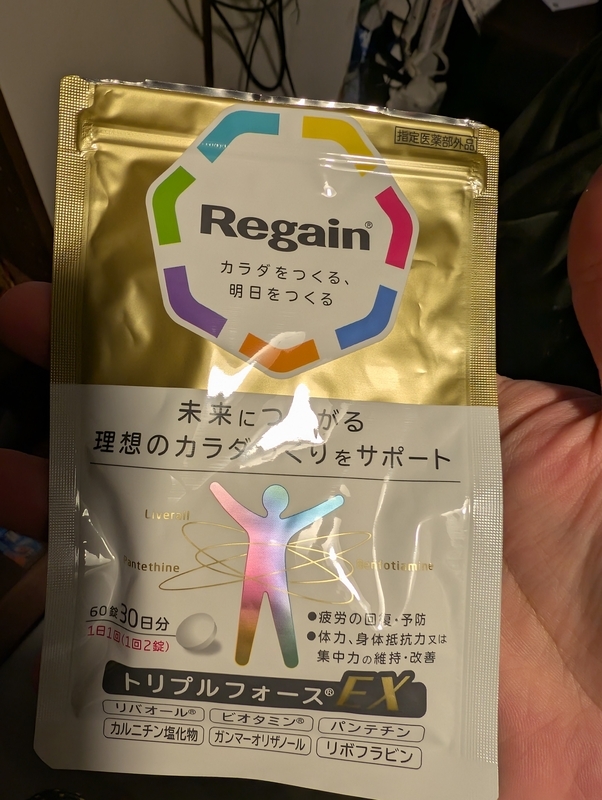 指定医薬部外品
Regain®
カラダをつくる、
明日をつくる
未来につながる
理想のカラダづくりをサポート
Liverall
Pantethine
60錠30日分
1日1回(1回2錠)
●疲労の回復・予防
●体力、身体抵抗力又は
集中力の維持・改善
トリプルフォース® EX
リバオール® ビオタミン® パンテチン
カルニチン塩化物 ガンマーオリザノール リボフラビン